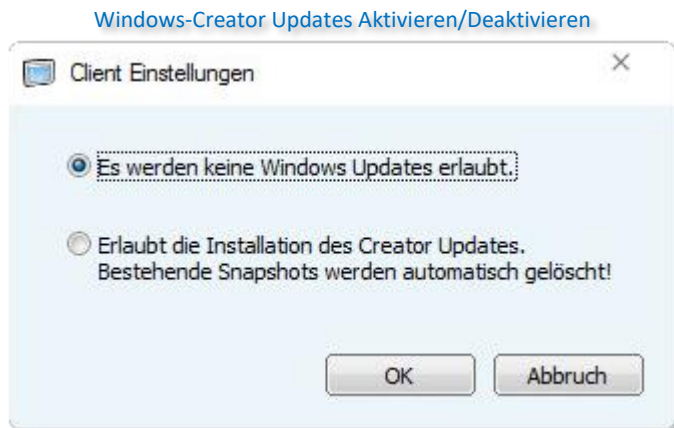 Windows-Creator Updates Aktivieren/Deaktivieren
Client Einstellungen
Es werden keine Windows Updates erlaubt.
Erlaubt die Installation des Creator Updates.
Bestehende Snapshots werden automatisch gelöscht!
OK
Abbruch